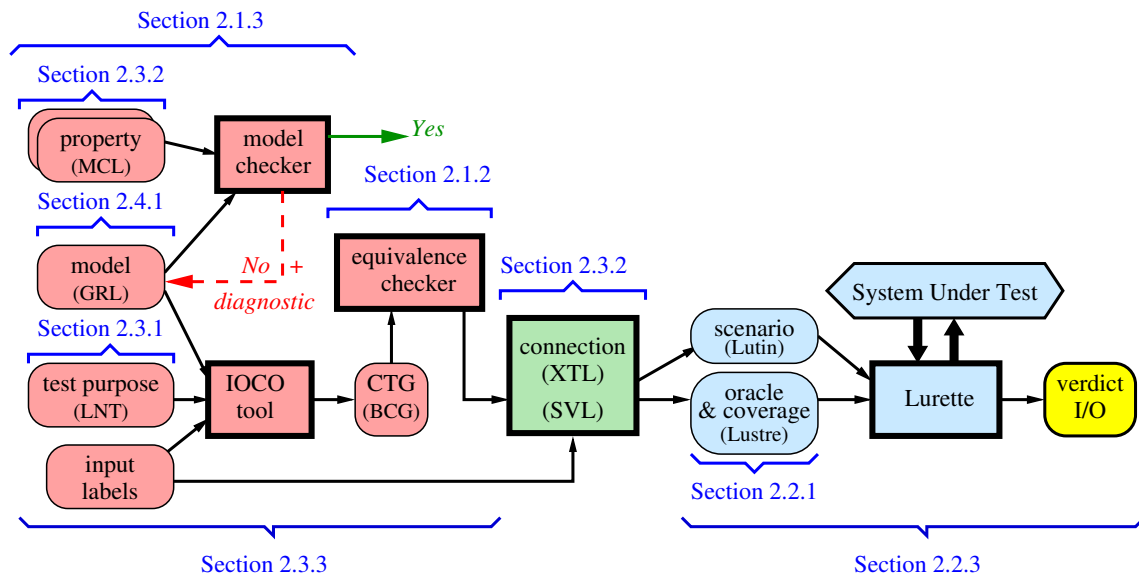 Section 2.1.3
Section 2.3.2
property
(MCL)
model
checker
Yes
Section 2.1.2
Section 2.4.1
model
(GRL)
No +
diagnostic
equivalence
checker
Section 2.3.2
System Under Test
Section 2.3.1
test purpose
(LNT)
IOCO
tool
CTG
(BCG)
connection
(XTL)
(SVL)
scenario
(Lutin)
oracle
& coverage
(Lustre)
Lurette
verdict
I/O
input
labels
Section 2.2.1
Section 2.3.3
Section 2.2.3